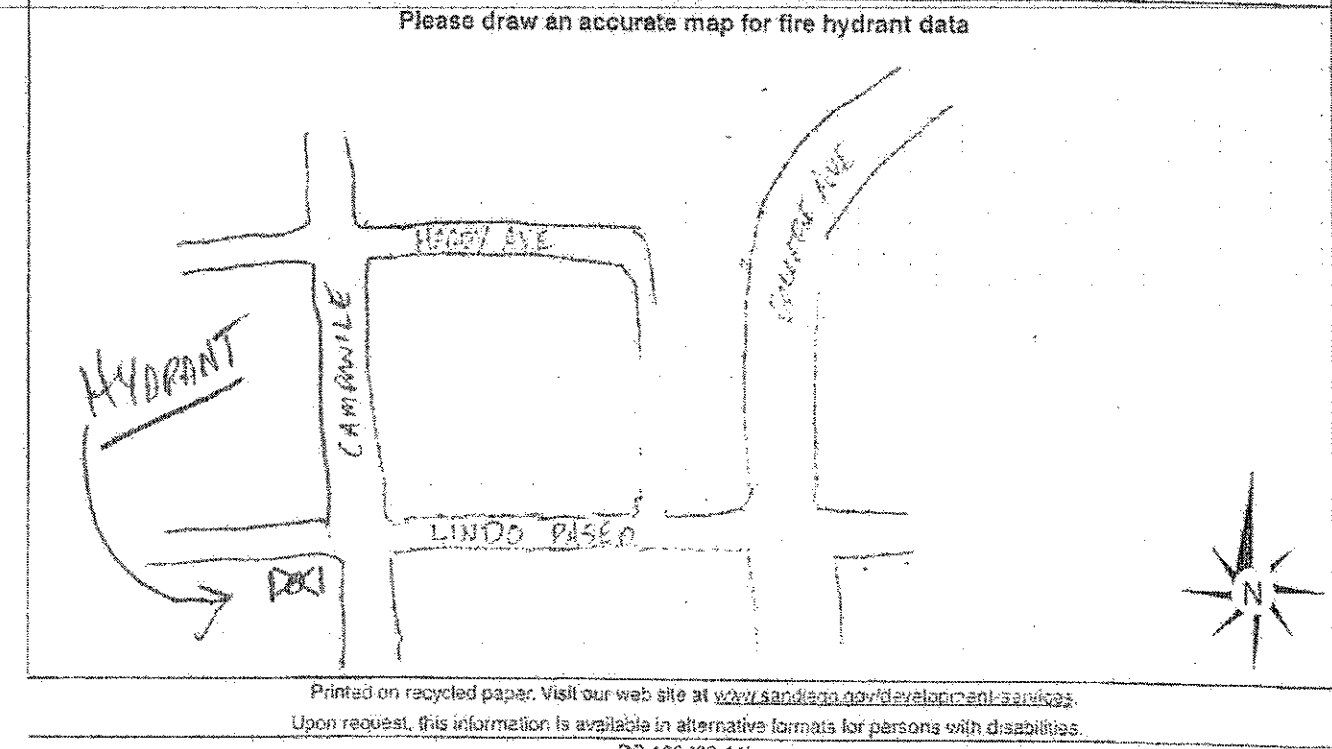 Please draw an accurate map for fire hydrant data
HARDY AVE
AVE
CAMPANILE
HYDRANT
LINDO PASEO
N
Printed on recycled paper. Visit our web site at www.sandiego.gov/development-services.
Upon request, this information is available in alternative formats for persons with disabilities.